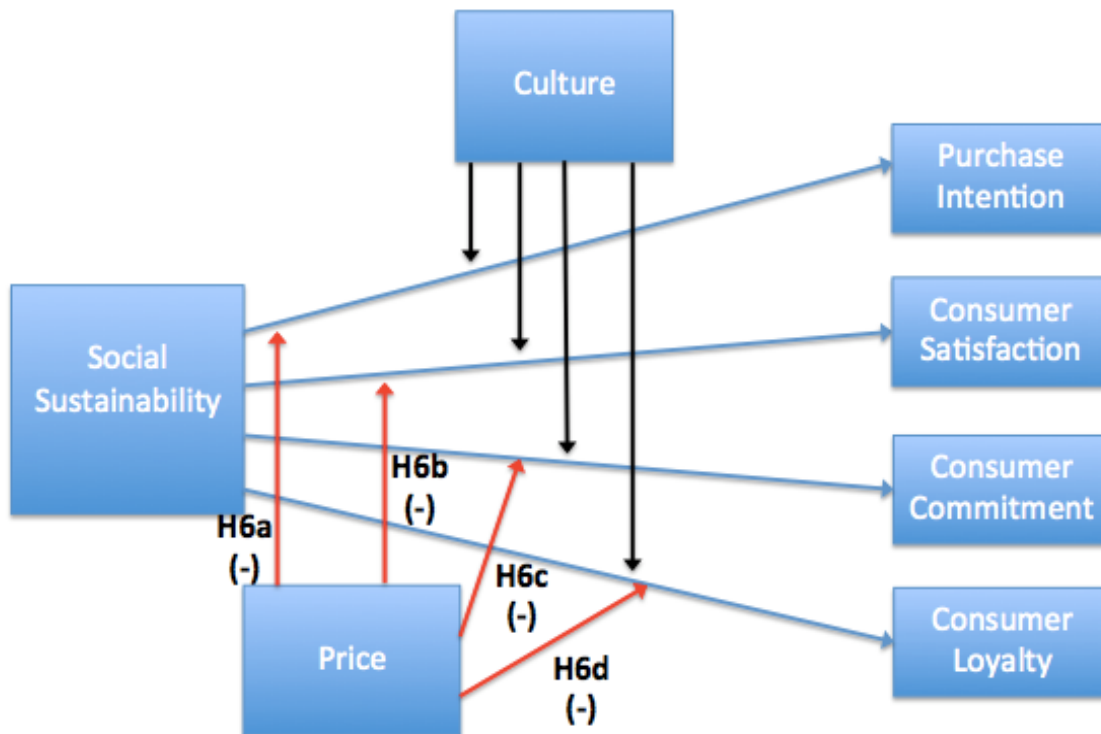 Culture
Purchase
Intention
Social
Sustainability
Consumer
Satisfaction
Consumer
Commitment
Consumer
Loyalty
H6a
(-)
H6b
(-)
H6c
(-)
H6d
(-)
Price